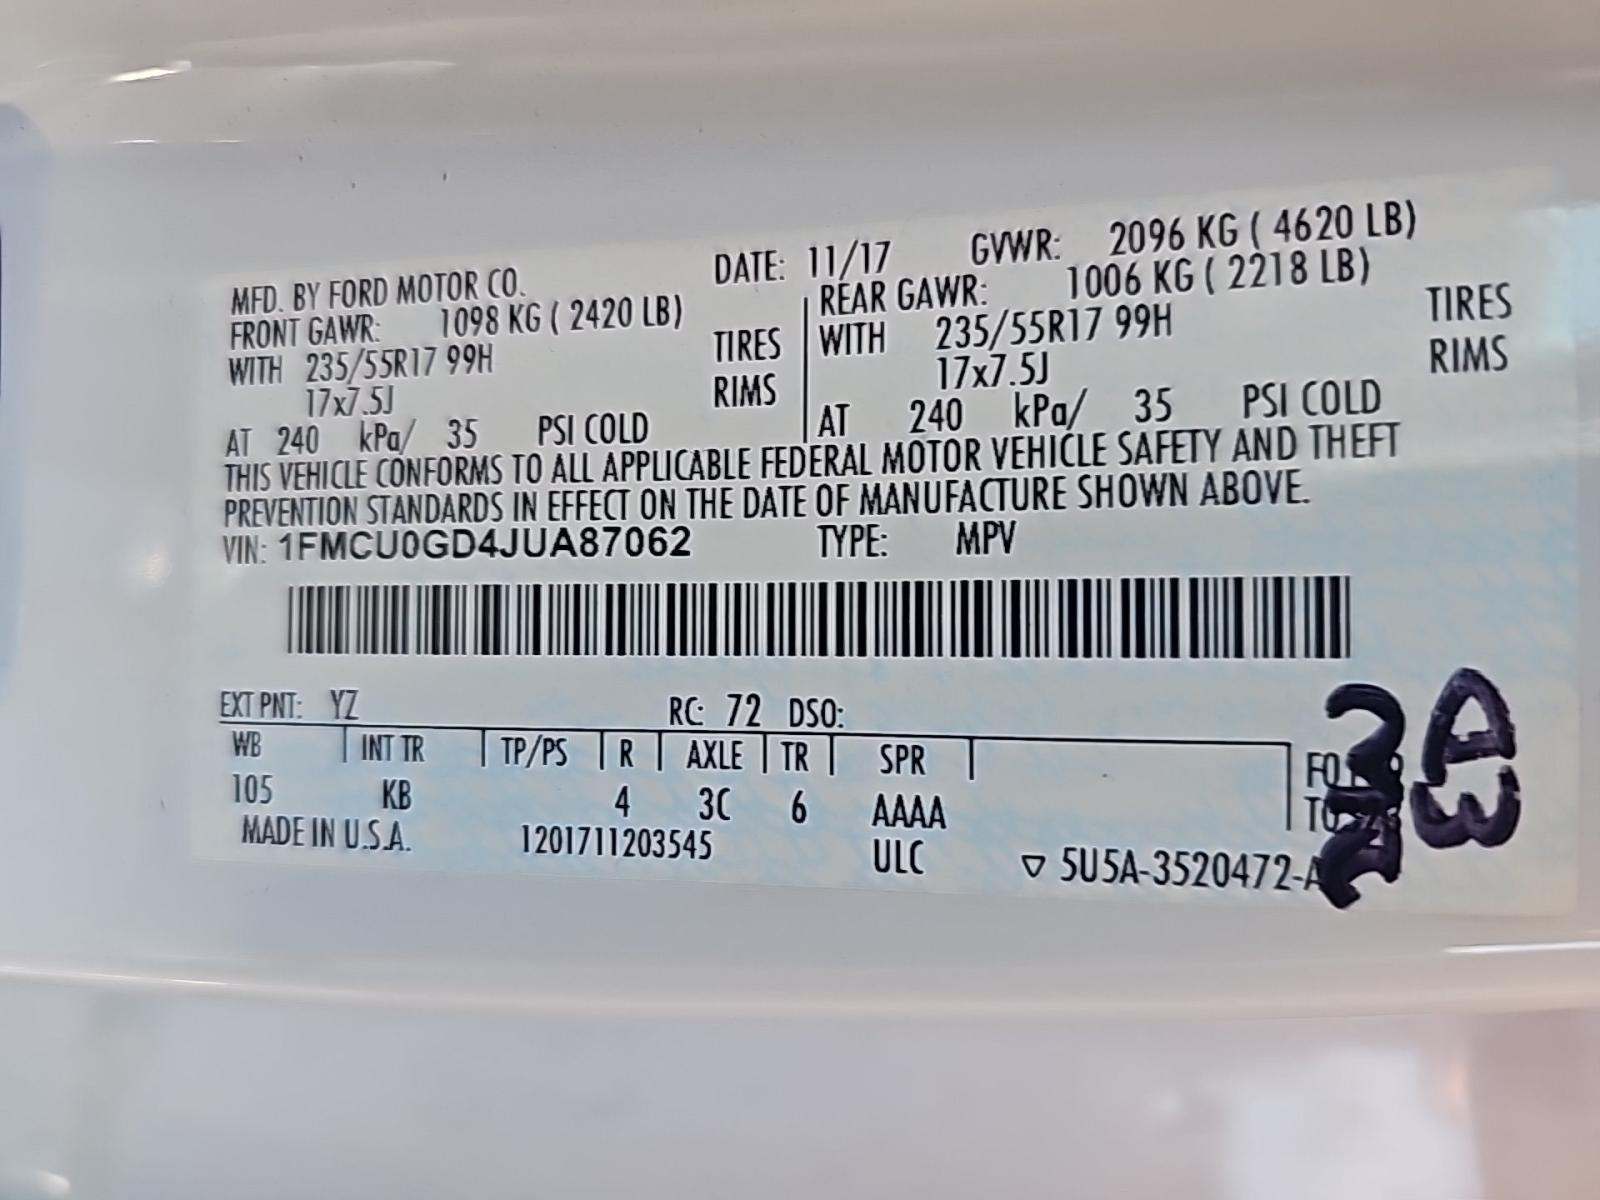 MFD. BY FORD MOTOR CO. DATE: 11/17 GVWR: 2096 KG ( 4620 LB)
FRONT GAWR: 1098 KG ( 2420 LB) REAR GAWR: 1006 KG ( 2218 LB)
WITH 235/55R17 99H TIRES WITH 235/55R17 99H TIRES
17x7.5J RIMS 17x7.5J RIMS
AT 240 kPa/ 35 PSI COLD AT 240 kPa/ 35 PSI COLD
THIS VEHICLE CONFORMS TO ALL APPLICABLE FEDERAL MOTOR VEHICLE SAFETY AND THEFT
PREVENTION STANDARDS IN EFFECT ON THE DATE OF MANUFACTURE SHOWN ABOVE.
VIN: 1FMCU0GD4JUA87062 TYPE: MPV
EXT PNT: YZ RC: 72 DSO:
WB INT TR TP/PS R AXLE TR SPR
105 KB 4 3C 6 AAAA
MADE IN U.S.A. 1201711203545 ULC ▽ 5U5A-3520472-A